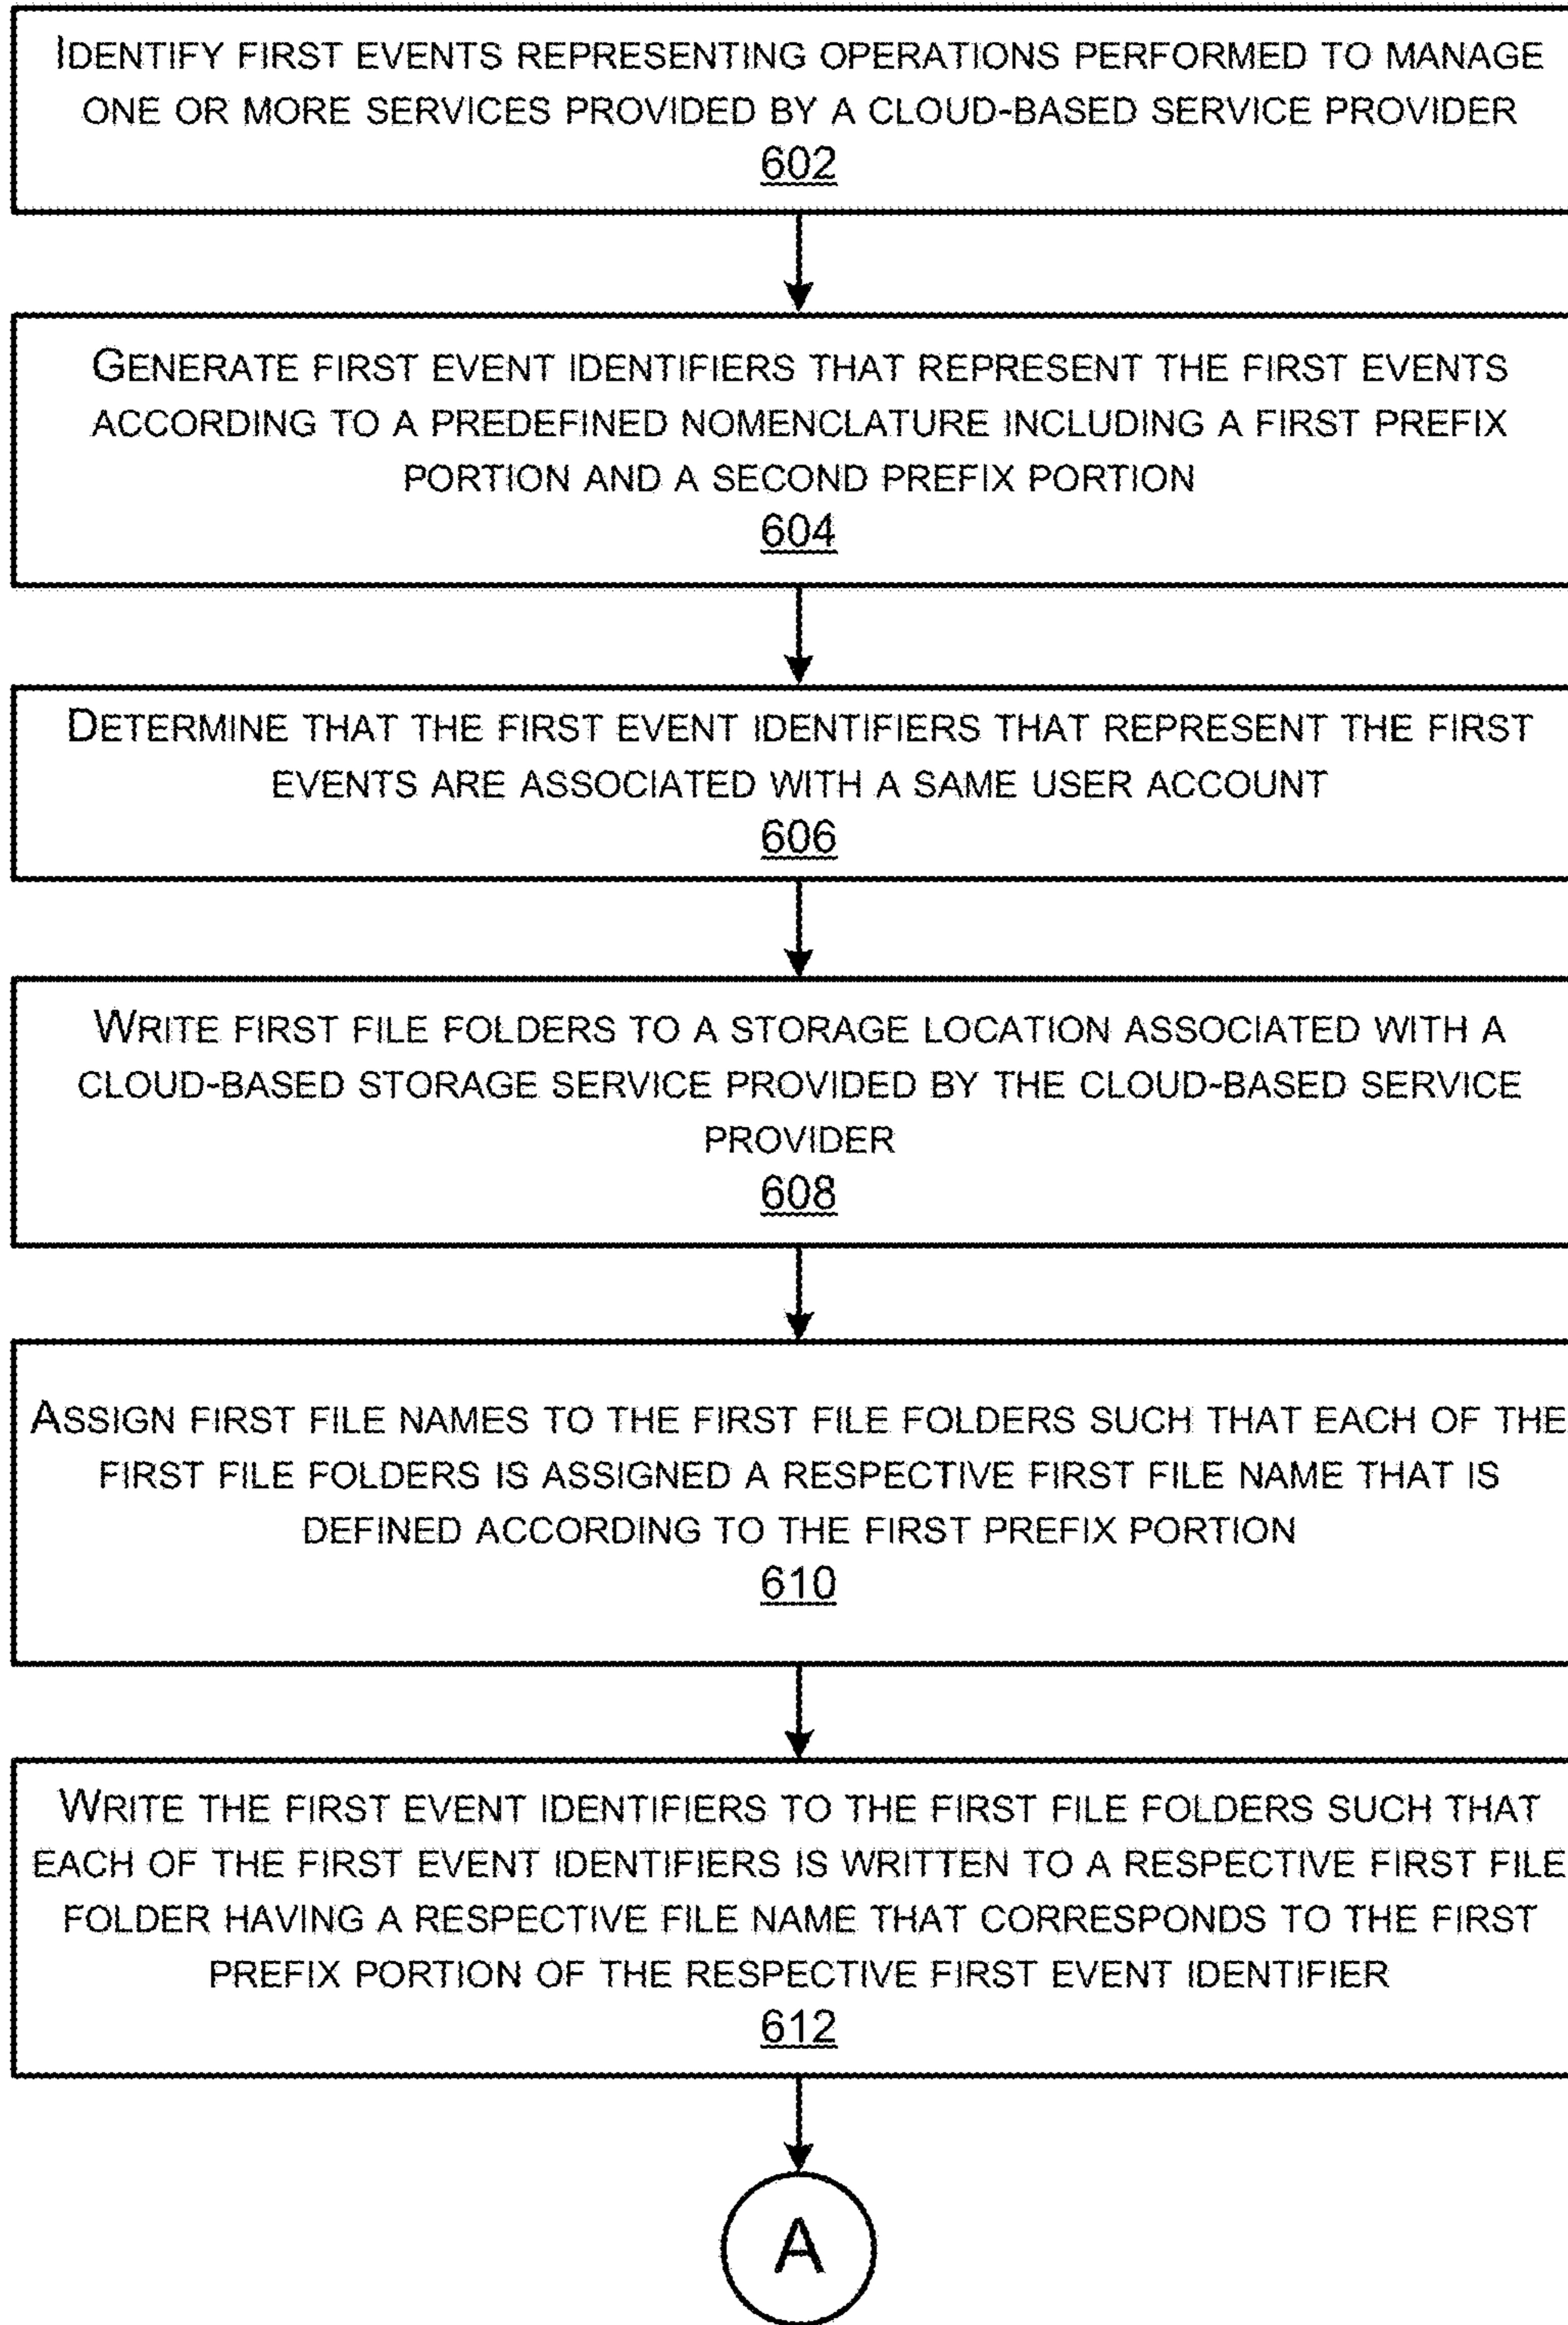 IDENTIFY FIRST EVENTS REPRESENTING OPERATIONS PERFORMED TO MANAGE
ONE OR MORE SERVICES PROVIDED BY A CLOUD-BASED SERVICE PROVIDER
602
GENERATE FIRST EVENT IDENTIFIERS THAT REPRESENT THE FIRST EVENTS
ACCORDING TO A PREDEFINED NOMENCLATURE INCLUDING A FIRST PREFIX
PORTION AND A SECOND PREFIX PORTION
604
DETERMINE THAT THE FIRST EVENT IDENTIFIERS THAT REPRESENT THE FIRST
EVENTS ARE ASSOCIATED WITH A SAME USER ACCOUNT
606
WRITE FIRST FILE FOLDERS TO A STORAGE LOCATION ASSOCIATED WITH A
CLOUD-BASED STORAGE SERVICE PROVIDED BY THE CLOUD-BASED SERVICE
PROVIDER
608
ASSIGN FIRST FILE NAMES TO THE FIRST FILE FOLDERS SUCH THAT EACH OF THE
FIRST FILE FOLDERS IS ASSIGNED A RESPECTIVE FIRST FILE NAME THAT IS
DEFINED ACCORDING TO THE FIRST PREFIX PORTION
610
WRITE THE FIRST EVENT IDENTIFIERS TO THE FIRST FILE FOLDERS SUCH THAT
EACH OF THE FIRST EVENT IDENTIFIERS IS WRITTEN TO A RESPECTIVE FIRST FILE
FOLDER HAVING A RESPECTIVE FILE NAME THAT CORRESPONDS TO THE FIRST
PREFIX PORTION OF THE RESPECTIVE FIRST EVENT IDENTIFIER
612
A